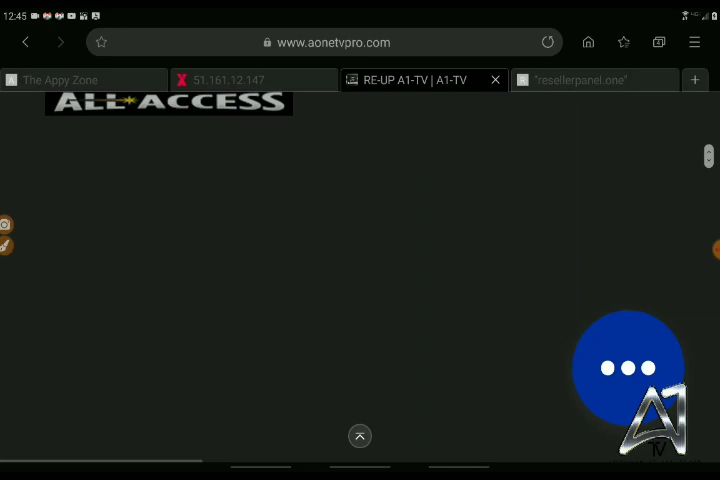 12:45
www.aonetvpro.com
The Appy Zone
51.161.12.147
RE-UP A1-TV | A1-TV
"resellerpanel.one"
ALL ACCESS
A1
TV